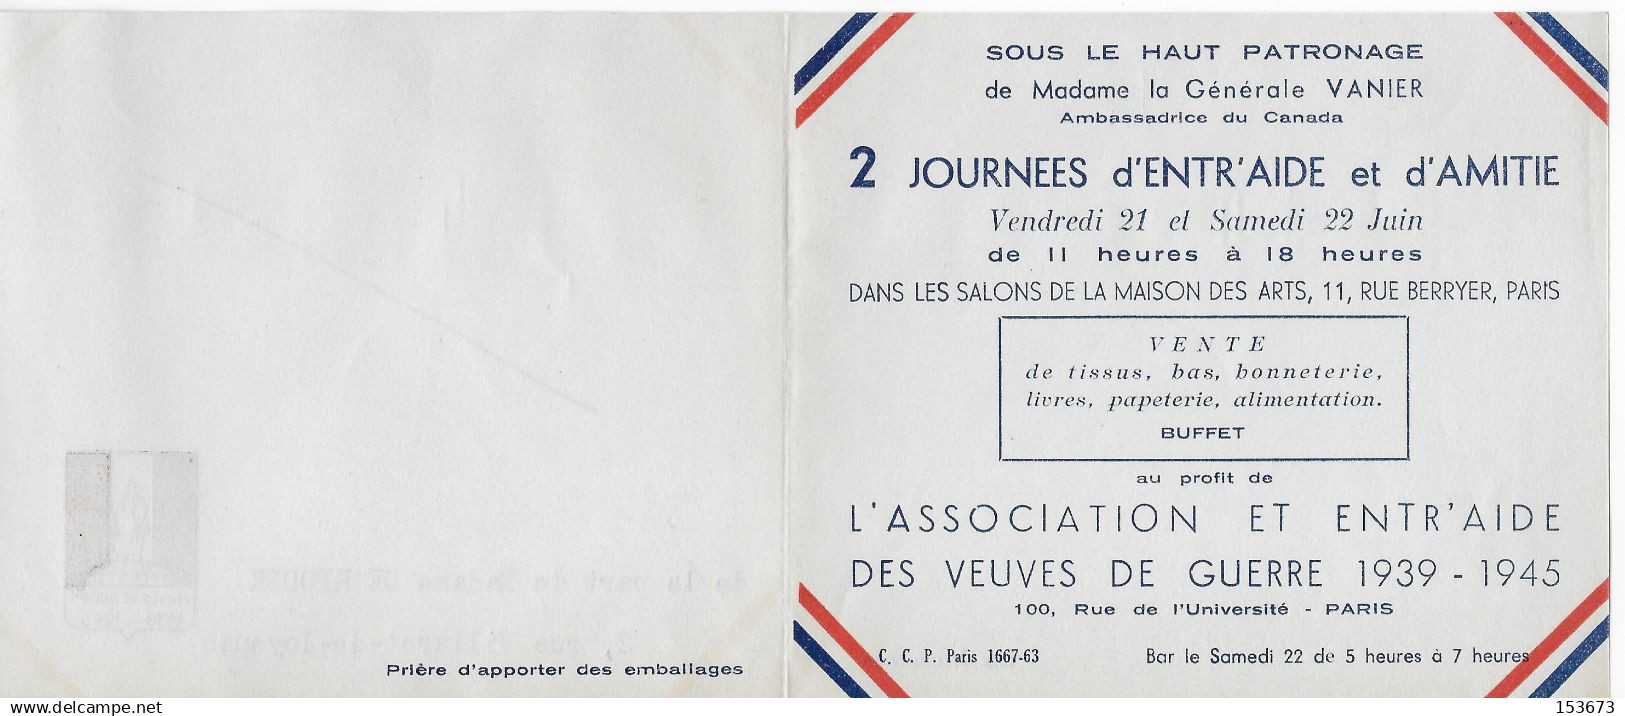 SOUS LE HAUT PATRONAGE
de Madame la Générale VANIER
Ambassadrice du Canada
2 JOURNEES d'ENTR'AIDE et d'AMITIE
Vendredi 21 et Samedi 22 Juin
de 11 heures à 18 heures
DANS LES SALONS DE LA MAISON DES ARTS, 11, RUE BERRYER, PARIS
VENTE
de tissus, bas, bonneterie,
livres, papeterie, alimentation.
BUFFET
au profit de
L'ASSOCIATION ET ENTR'AIDE
DES VEUVES DE GUERRE 1939 - 1945
100, Rue de l'Université - PARIS
C. C. P. Paris 1667-63 Bar le Samedi 22 de 5 heures à 7 heures
Prière d'apporter des emballages
www.delcampe.net
153673